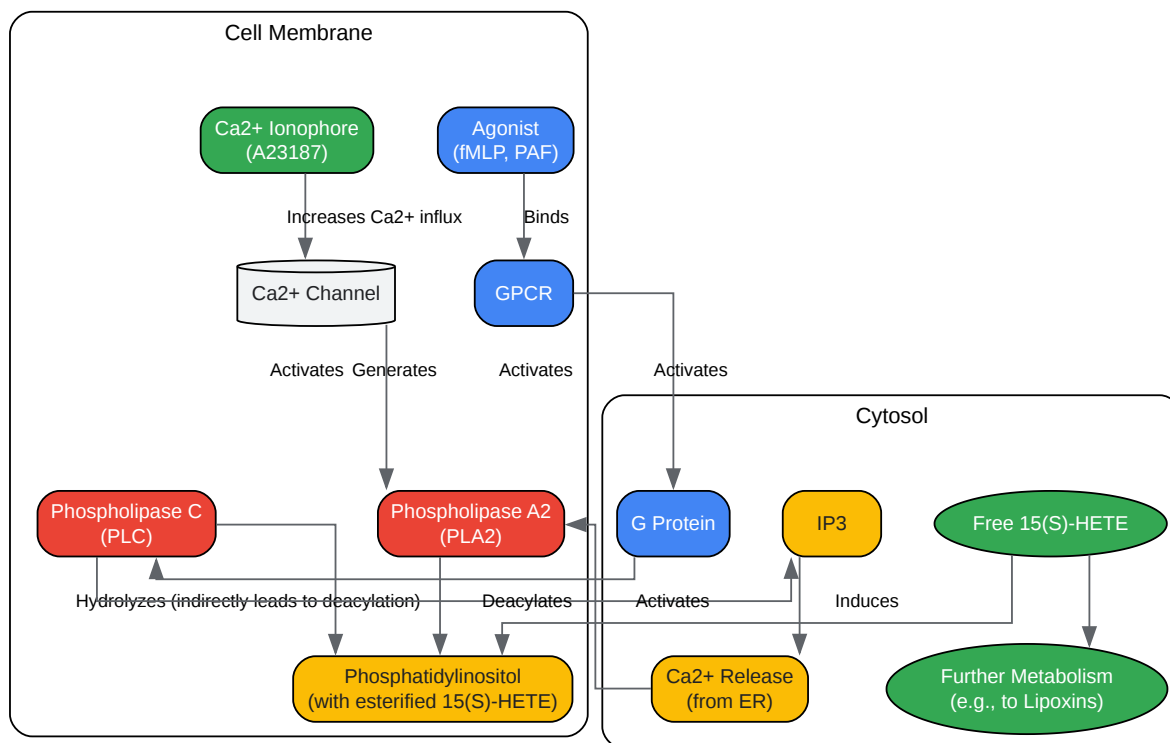 Cell Membrane
Ca2+ Ionophore
(A23187)
Agonist
(fMLP, PAF)
Increases Ca2+ influx
Binds
Ca2+ Channel
GPCR
Activates
Generates
Activates
Activates
Cytosol
Phospholipase C
(PLC)
Phospholipase A2
(PLA2)
G Protein
IP3
Free 15(S)-HETE
Hydrolyzes (indirectly leads to deacylation)
Deacylates
Activates
Induces
Phosphatidylinositol
(with esterified 15(S)-HETE)
Ca2+ Release
(from ER)
Further Metabolism
(e.g., to Lipoxins)